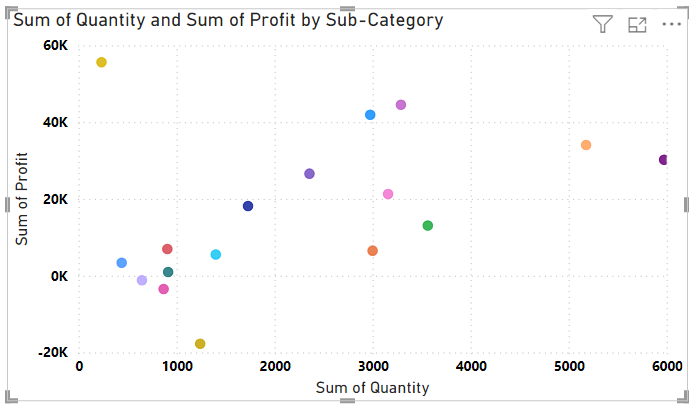 Sum of Quantity and Sum of Profit by Sub-Category
60K
40K
20K
0K
-20K
Sum of Profit
0 1000 2000 3000 4000 5000 6000
Sum of Quantity